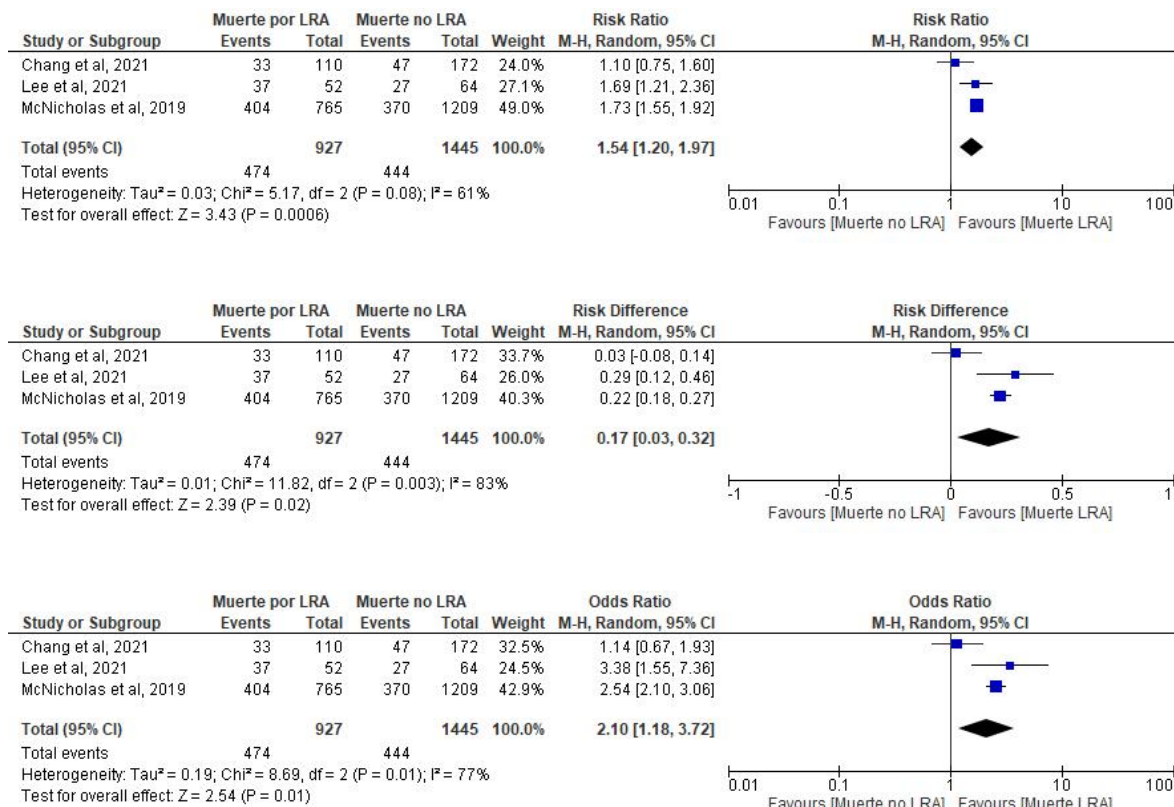 Muerte por LRA Muerte no LRA Risk Ratio Risk Ratio
Study or Subgroup Events Total Events Total Weight M-H, Random, 95% CI M-H, Random, 95% CI
Chang et al, 2021 33 110 47 172 24.0% 1.10 [0.75, 1.60]
Lee et al, 2021 37 52 27 64 27.1% 1.69 [1.21, 2.36]
McNicholas et al, 2019 404 765 370 1209 49.0% 1.73 [1.55, 1.92]
Total (95% CI) 927 1445 100.0% 1.54 [1.20, 1.97]
Total events 474 444
Heterogeneity: Tau² = 0.03; Chi² = 5.17, df = 2 (P = 0.08); I² = 61%
Test for overall effect: Z = 3.43 (P = 0.0006)
0.01 0.1 1 10 100
Favours [Muerte no LRA] Favours [Muerte LRA]
Muerte por LRA Muerte no LRA Risk Difference Risk Difference
Study or Subgroup Events Total Events Total Weight M-H, Random, 95% CI M-H, Random, 95% CI
Chang et al, 2021 33 110 47 172 33.7% 0.03 [-0.08, 0.14]
Lee et al, 2021 37 52 27 64 26.0% 0.29 [0.12, 0.46]
McNicholas et al, 2019 404 765 370 1209 40.3% 0.22 [0.18, 0.27]
Total (95% CI) 927 1445 100.0% 0.17 [0.03, 0.32]
Total events 474 444
Heterogeneity: Tau² = 0.01; Chi² = 11.82, df = 2 (P = 0.003); I² = 83%
Test for overall effect: Z = 2.39 (P = 0.02)
-1 -0.5 0 0.5 1
Favours [Muerte no LRA] Favours [Muerte LRA]
Muerte por LRA Muerte no LRA Odds Ratio Odds Ratio
Study or Subgroup Events Total Events Total Weight M-H, Random, 95% CI M-H, Random, 95% CI
Chang et al, 2021 33 110 47 172 32.5% 1.14 [0.67, 1.93]
Lee et al, 2021 37 52 27 64 24.5% 3.38 [1.55, 7.36]
McNicholas et al, 2019 404 765 370 1209 42.9% 2.54 [2.10, 3.06]
Total (95% CI) 927 1445 100.0% 2.10 [1.18, 3.72]
Total events 474 444
Heterogeneity: Tau² = 0.19; Chi² = 8.69, df = 2 (P = 0.01); I² = 77%
Test for overall effect: Z = 2.54 (P = 0.01)
0.01 0.1 1 10 100
Favours [Muerte no LRA] Favours [Muerte LRA]